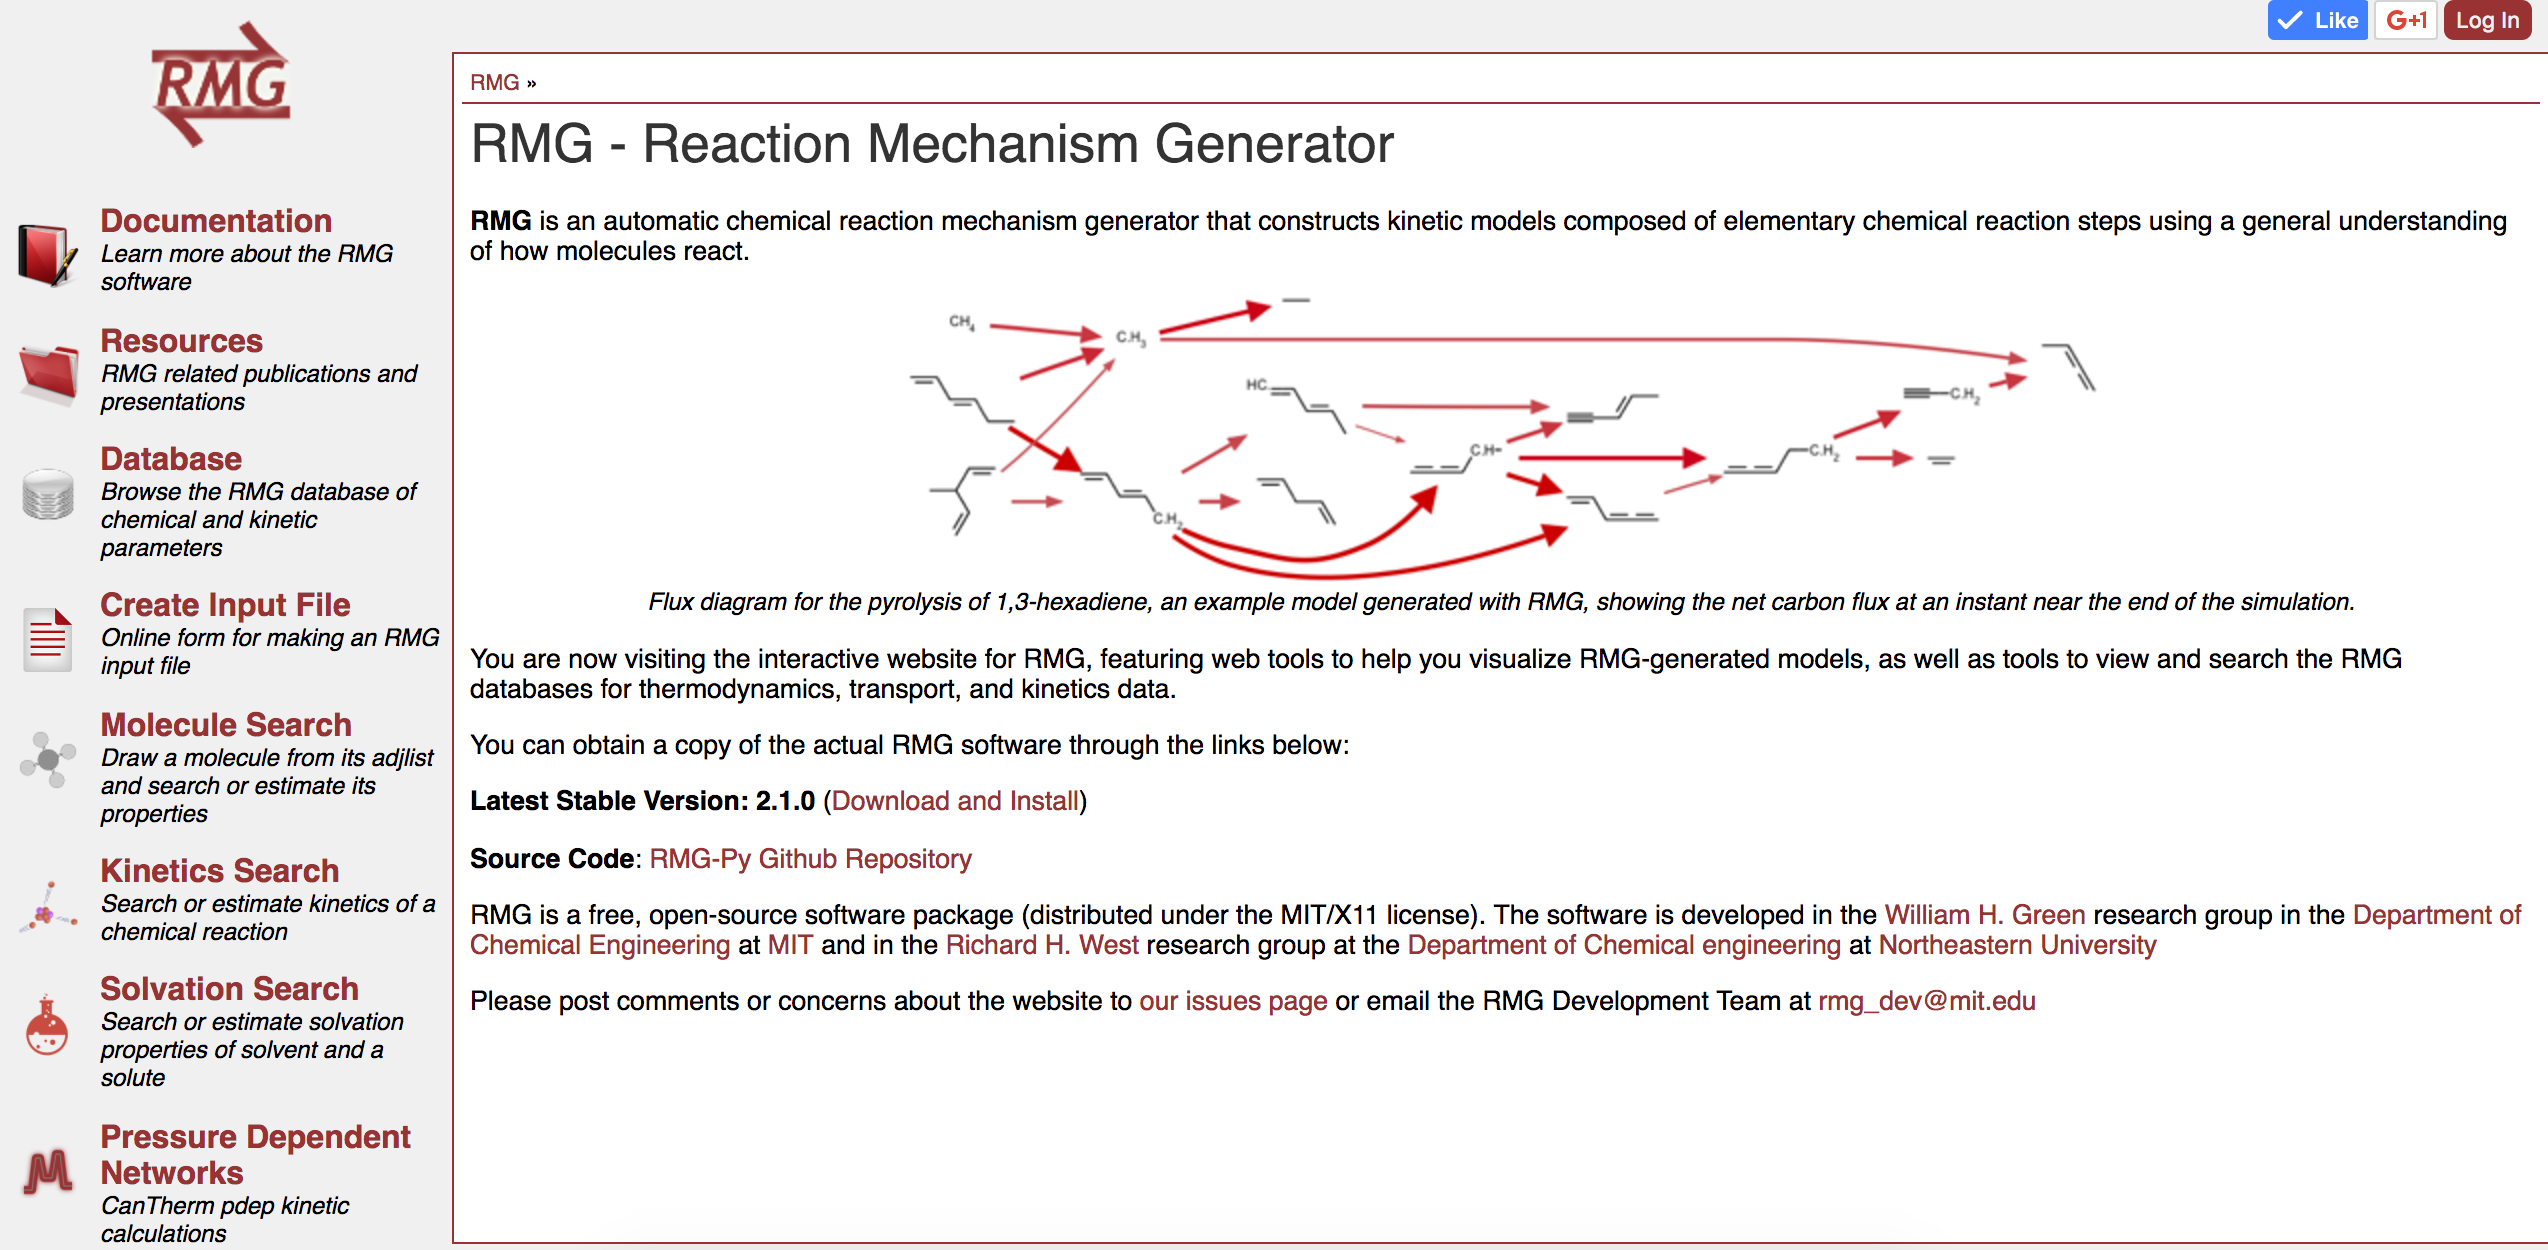 Like
G+1
Log In
RMG
Documentation
Learn more about the RMG
software
Resources
RMG related publications and
presentations
Database
Browse the RMG database of
chemical and kinetic
parameters
Create Input File
Online form for making an RMG
input file
Molecule Search
Draw a molecule from its adjlist
and search or estimate its
properties
Kinetics Search
Search or estimate kinetics of a
chemical reaction
Solvation Search
Search or estimate solvation
properties of solvent and a
solute
Pressure Dependent
Networks
CanTherm pdep kinetic
calculations
RMG »
RMG - Reaction Mechanism Generator
RMG is an automatic chemical reaction mechanism generator that constructs kinetic models composed of elementary chemical reaction steps using a general understanding
of how molecules react.
CH4
C.H3
HC.
C.H2
C.H-
C.H2
C.H2
Flux diagram for the pyrolysis of 1,3-hexadiene, an example model generated with RMG, showing the net carbon flux at an instant near the end of the simulation.
You are now visiting the interactive website for RMG, featuring web tools to help you visualize RMG-generated models, as well as tools to view and search the RMG
databases for thermodynamics, transport, and kinetics data.
You can obtain a copy of the actual RMG software through the links below:
Latest Stable Version: 2.1.0 (Download and Install)
Source Code: RMG-Py Github Repository
RMG is a free, open-source software package (distributed under the MIT/X11 license). The software is developed in the William H. Green research group in the Department of
Chemical Engineering at MIT and in the Richard H. West research group at the Department of Chemical engineering at Northeastern University
Please post comments or concerns about the website to our issues page or email the RMG Development Team at rmg_dev@mit.edu